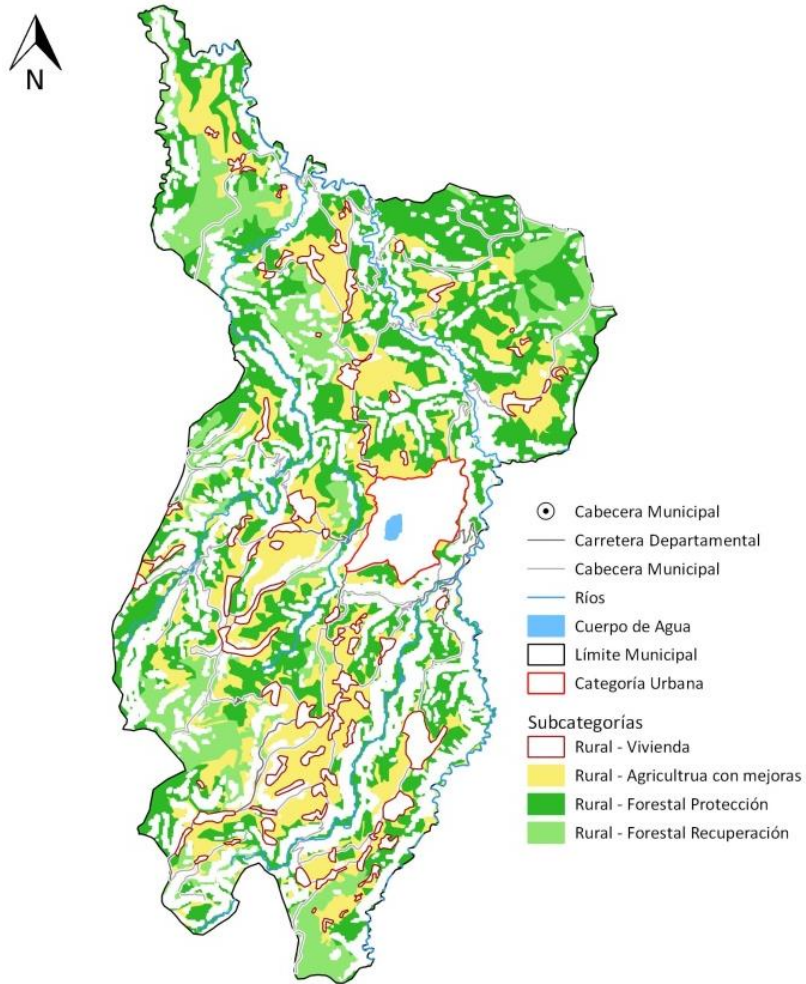 N
Cabecera Municipal
Carretera Departamental
Cabecera Municipal
Ríos
Cuerpo de Agua
Límite Municipal
Categoría Urbana
Subcategorías
Rural - Vivienda
Rural - Agricultrua con mejoras
Rural - Forestal Protección
Rural - Forestal Recuperación